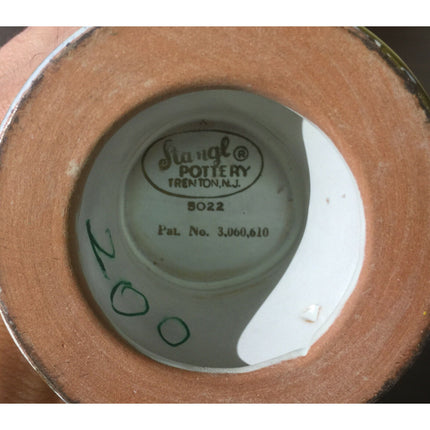 Stangl®
POTTERY
TRENTON, N.J.
5022
Pat. No. 3,060,610
200